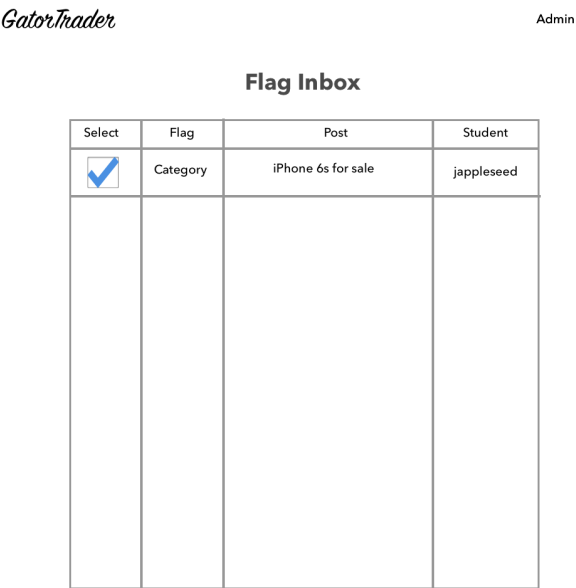 GatorTrader
Admin
Flag Inbox
Select Flag Post Student
Category iPhone 6s for sale jappleseed